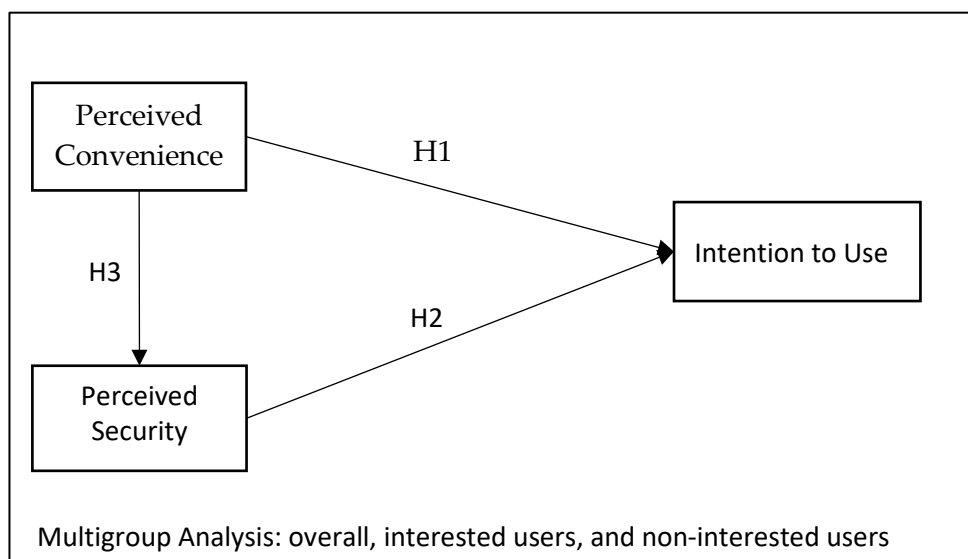 Perceived
Convenience
H1
Intention to Use
H3
H2
Perceived
Security
Multigroup Analysis: overall, interested users, and non-interested users